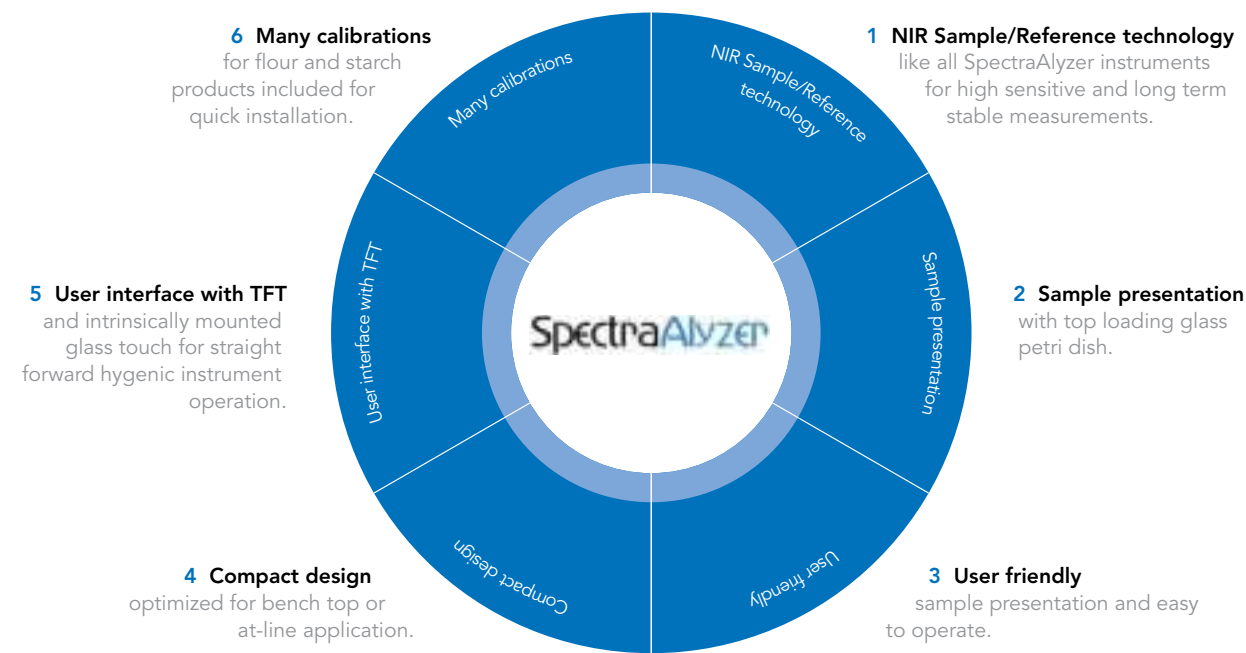 6 Many calibrations
for flour and starch
products included for
quick installation.
1 NIR Sample/Reference technology
like all SpectraAlyzer instruments
for high sensitive and long term
stable measurements.
Many calibrations
NIR Sample/Reference
technology
5 User interface with TFT
and intrinsically mounted
glass touch for straight
forward hygenic instrument
operation.
User interface with TFT
SpectraAlyzer
Sample presentation
2 Sample presentation
with top loading glass
petri dish.
4 Compact design
optimized for bench top or
at-line application.
Compact design
User friendly
3 User friendly
sample presentation and easy
to operate.